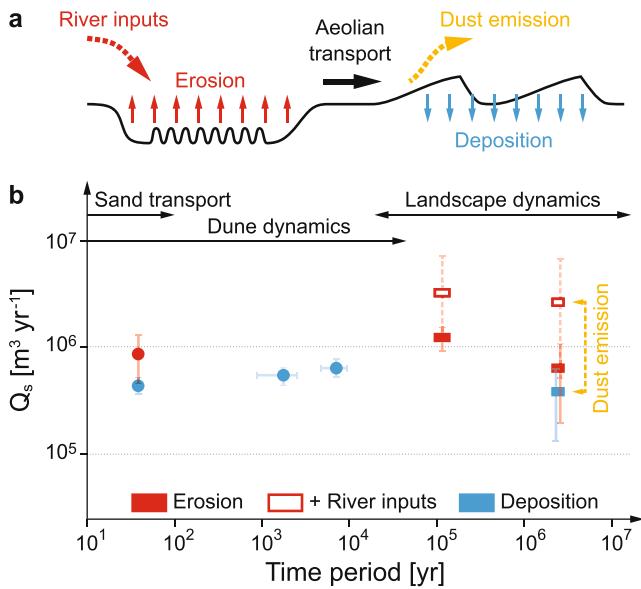 a
River inputs
Erosion
Aeolian
transport
Dust emission
Deposition
b
Sand transport
Landscape dynamics
Dune dynamics
10⁷
10⁶
10⁵
Qₛ [m³ yr⁻¹]
Dust emission
Erosion
+ River inputs
Deposition
10¹ 10² 10³ 10⁴ 10⁵ 10⁶ 10⁷
Time period [yr]